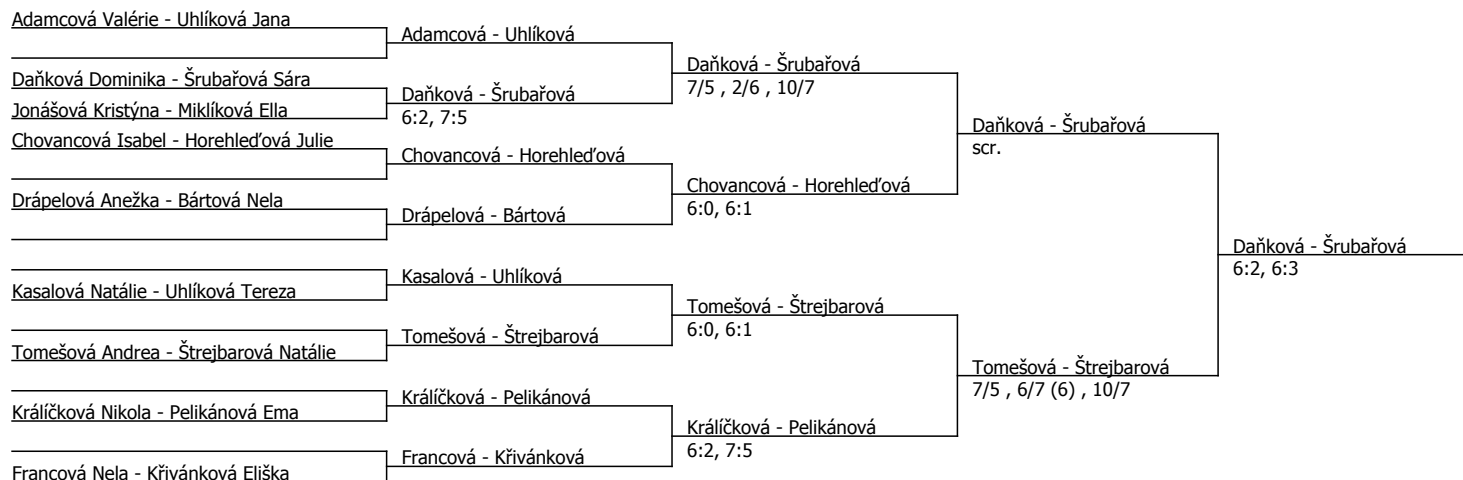 Adamcová Valérie - Uhlíková Jana
Daňková Dominika - Šrubařová Sára
Jonášová Kristýna - Miklíková Ella
Chovancová Isabel - Horehleďová Julie
Drápelová Anežka - Bártová Nela
Kasalová Natálie - Uhlíková Tereza
Tomešová Andrea - Štrejbarová Natálie
Králíčková Nikola - Pelikánová Ema
Francová Nela - Křivánková Eliška
Adamcová - Uhlíková
Daňková - Šrubařová
6:2, 7:5
Chovancová - Horehleďová
Drápelová - Bártová
Kasalová - Uhlíková
Tomešová - Štrejbarová
Králíčková - Pelikánová
Francová - Křivánková
Daňková - Šrubařová
7/5 , 2/6 , 10/7
Chovancová - Horehleďová
6:0, 6:1
Tomešová - Štrejbarová
6:0, 6:1
Králíčková - Pelikánová
6:2, 7:5
Daňková - Šrubařová
scr.
Tomešová - Štrejbarová
7/5 , 6/7 (6) , 10/7
Daňková - Šrubařová
6:2, 6:3